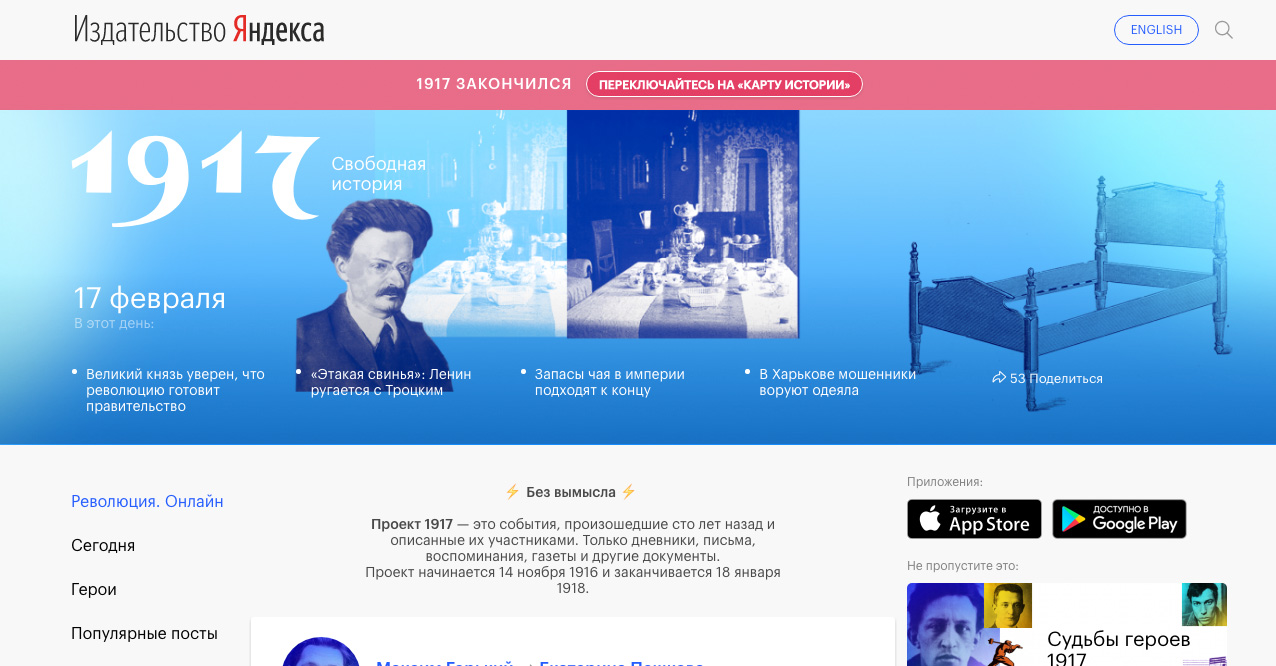 Издательство Яндекса
ENGLISH
1917 ЗАКОНЧИЛСЯ
ПЕРЕКЛЮЧАЙТЕСЬ НА «КАРТУ ИСТОРИИ»
1917
Свободная
история
17 февраля
В этот день:
Великий князь уверен, что
революцию готовит
правительство
«Этакая свинья»: Ленин
ругается с Троцким
Запасы чая в империи
подходят к концу
В Харькове мошенники
воруют одеяла
53 Поделиться
Революция. Онлайн
Сегодня
Герои
Популярные посты
⚡ Без вымысла ⚡
Проект 1917 — это события, произошедшие сто лет назад и
описанные их участниками. Только дневники, письма,
воспоминания, газеты и другие документы.
Проект начинается 14 ноября 1916 и заканчивается 18 января
1918.
Приложения:
Загрузите в
App Store
ДОСТУПНО В
Google Play
Не пропустите это:
Судьбы героев
1917